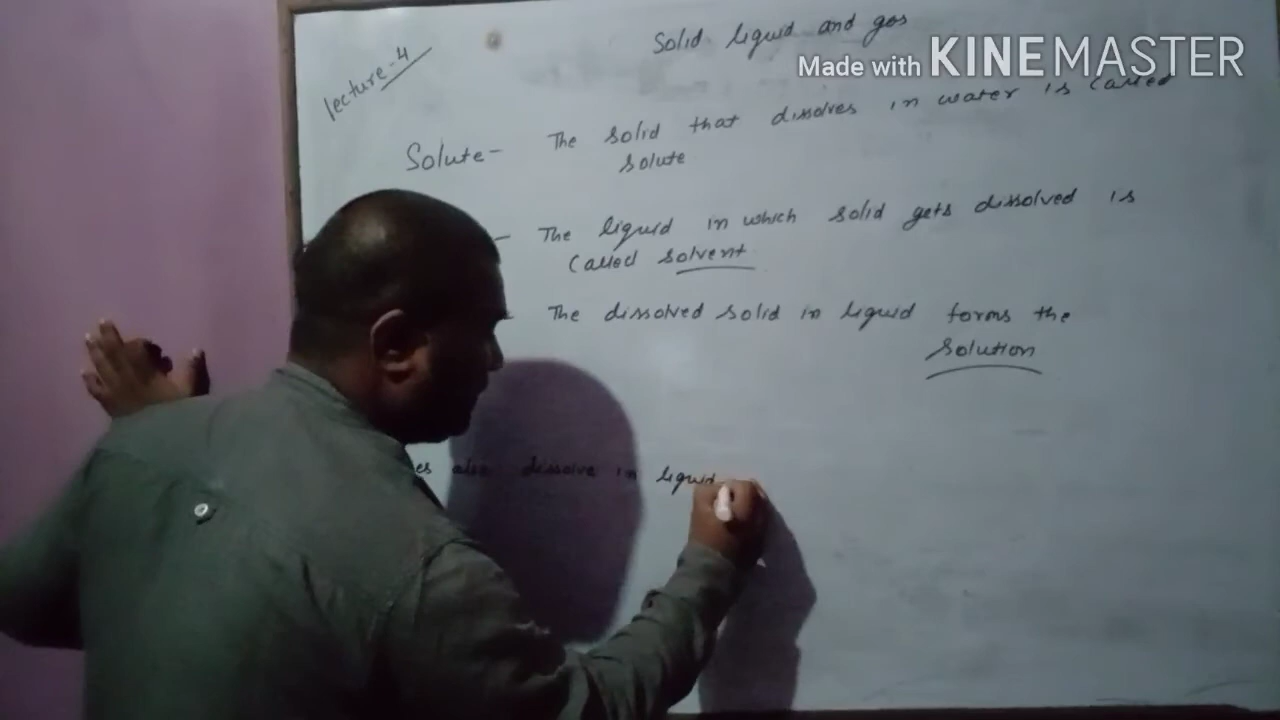 Solid liquid and gas
Made with KINEMASTER
lecture-4
Solute- The solid that dissolves in water is called
solute
- The liquid in which solid gets dissolved is
called solvent
The dissolved solid in liquid forms the
solution
es also dissolve in liquid